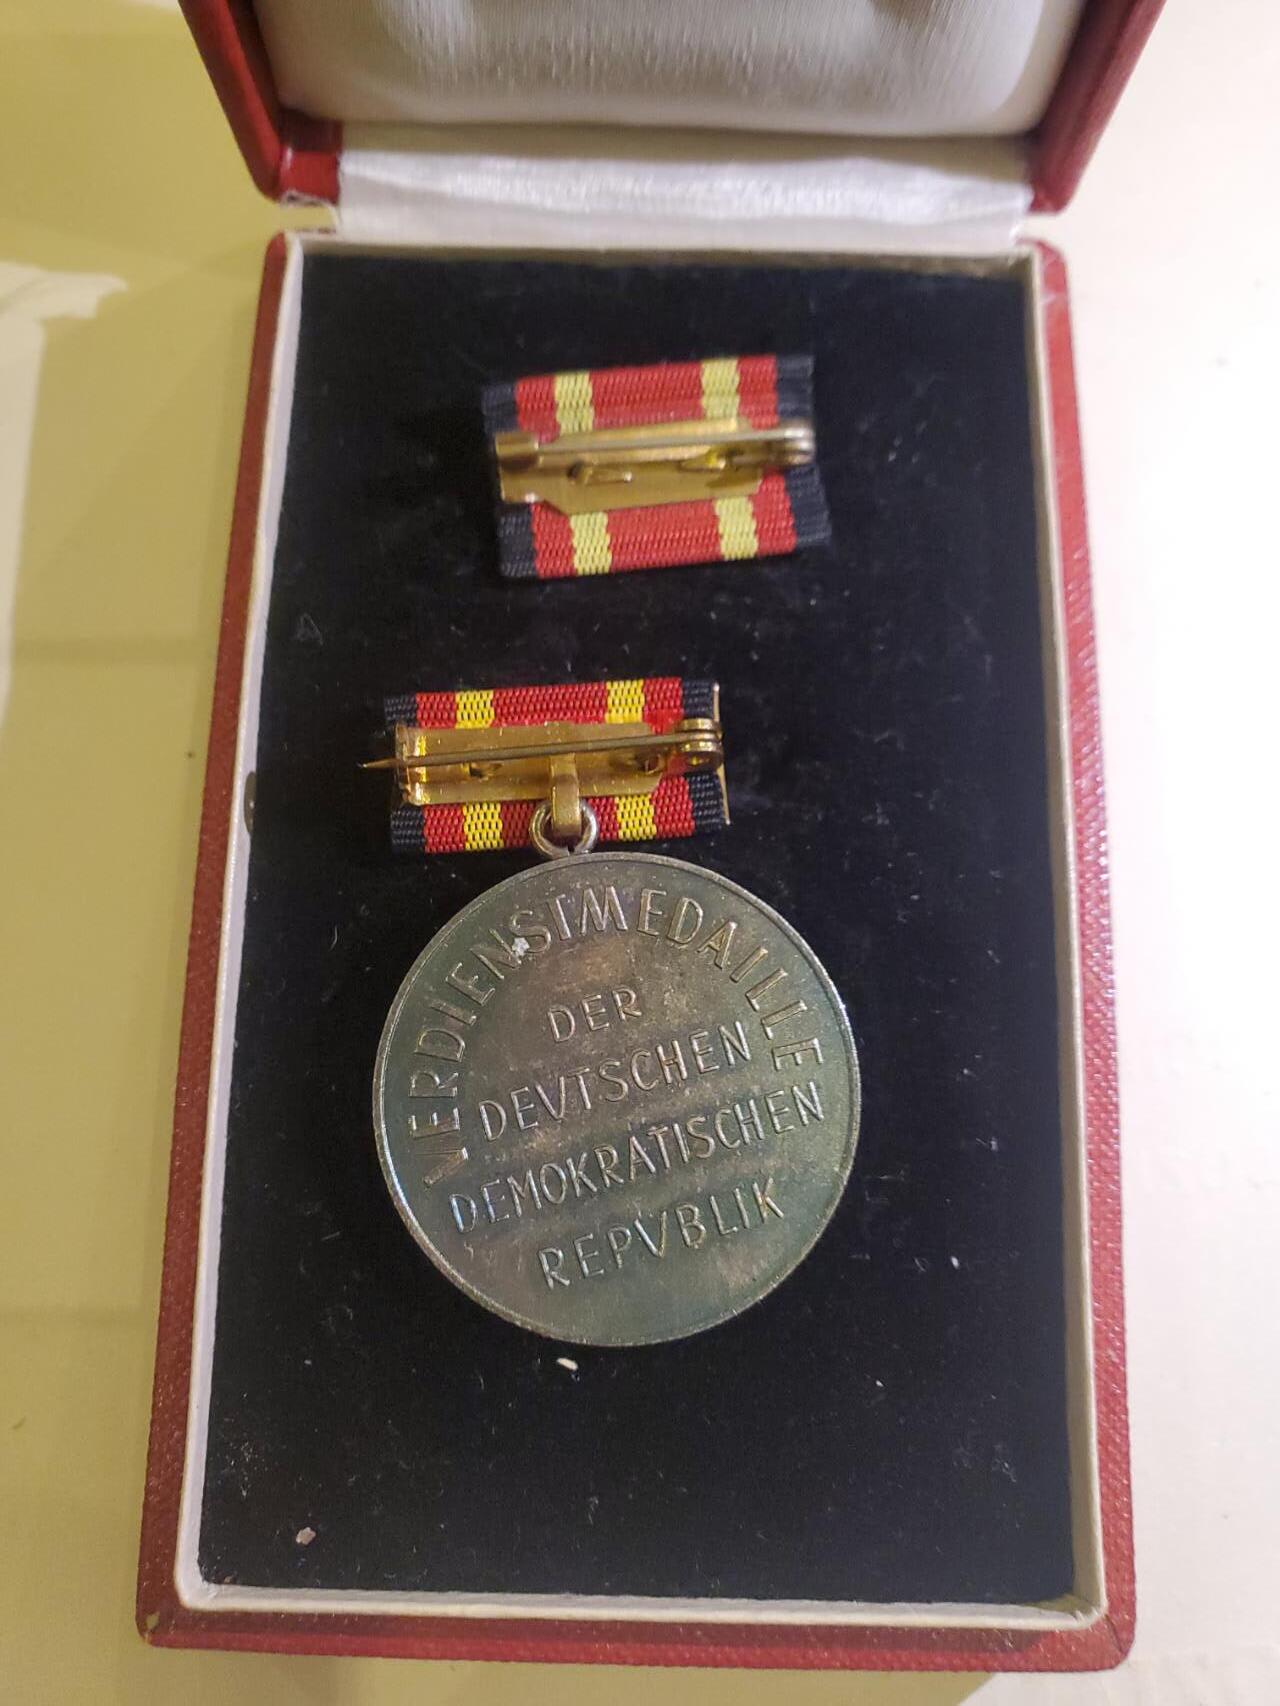 VERDIENSTMEDAILLE
DER
DEVTSCHEN
DEMOKRATISCHEN
REPVBLIK